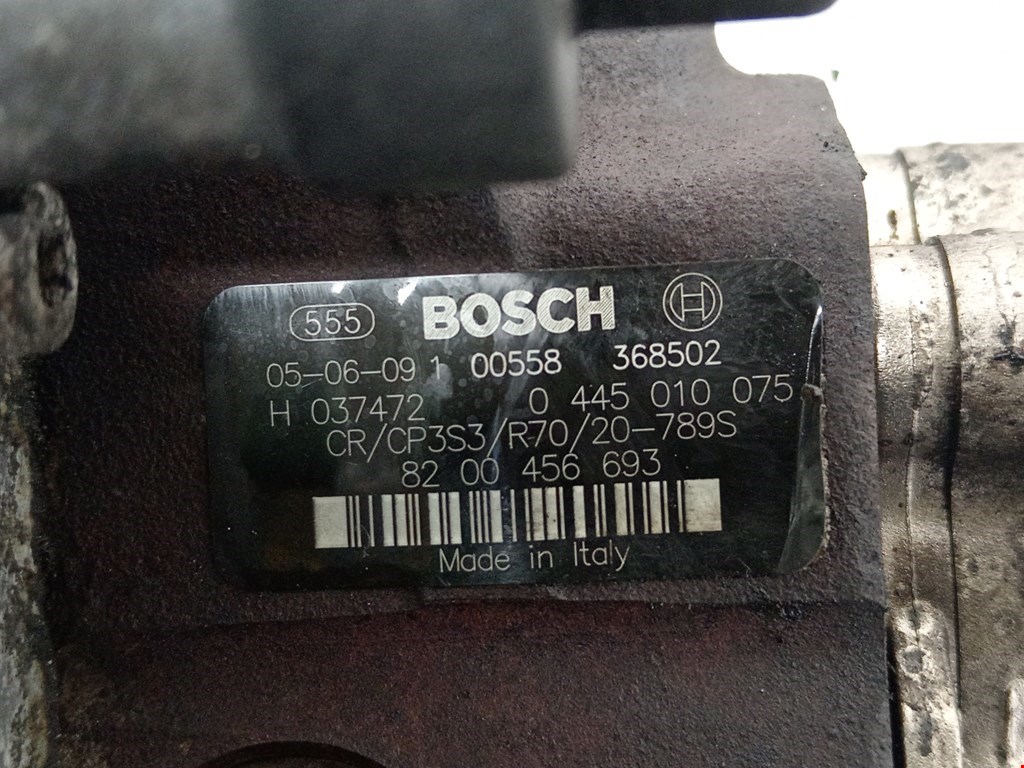 555 BOSCH H
05-06-09 1 00558 368502
H 037472 0 445 010 075
CR/CP3S3/R70/20-789S
82 00 456 693
Made in Italy